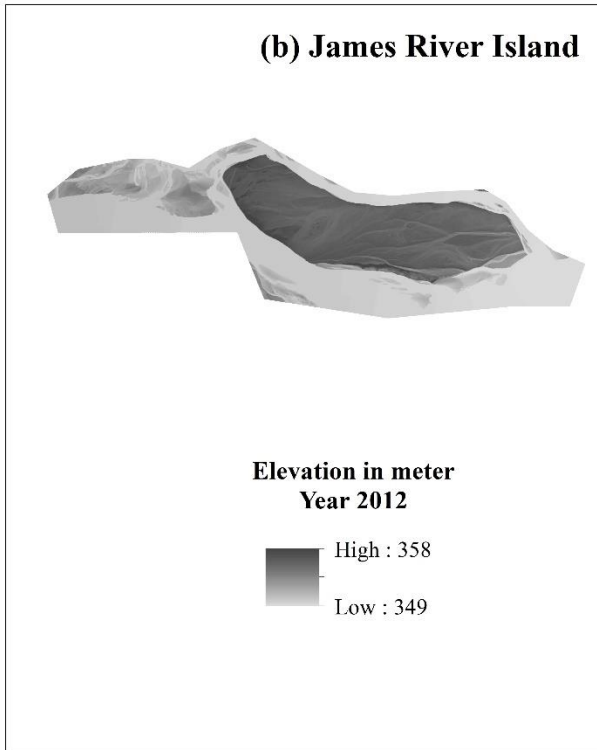 (b) James River Island
Elevation in meter
Year 2012
High : 358
Low : 349